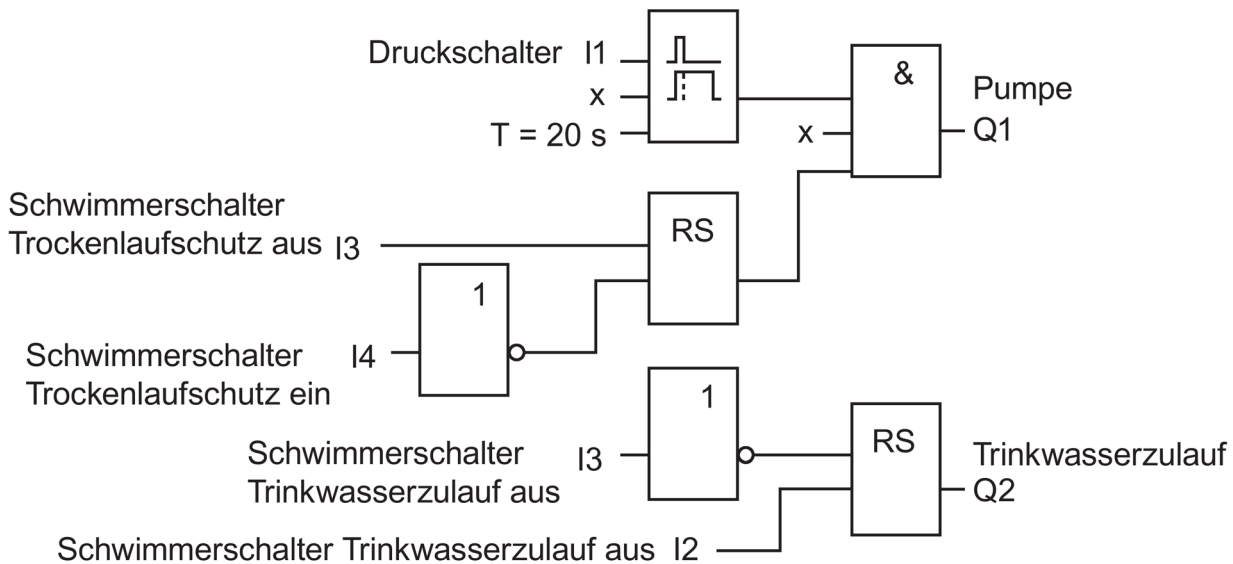 Druckschalter I1
x
T = 20 s
&
x
Pumpe
Q1
Schwimmerschalter
Trockenlaufschutz aus I3
RS
1
Schwimmerschalter I4
Trockenlaufschutz ein
1
Schwimmerschalter I3
Trinkwasserzulauf aus
RS
Trinkwasserzulauf
Q2
Schwimmerschalter Trinkwasserzulauf aus I2